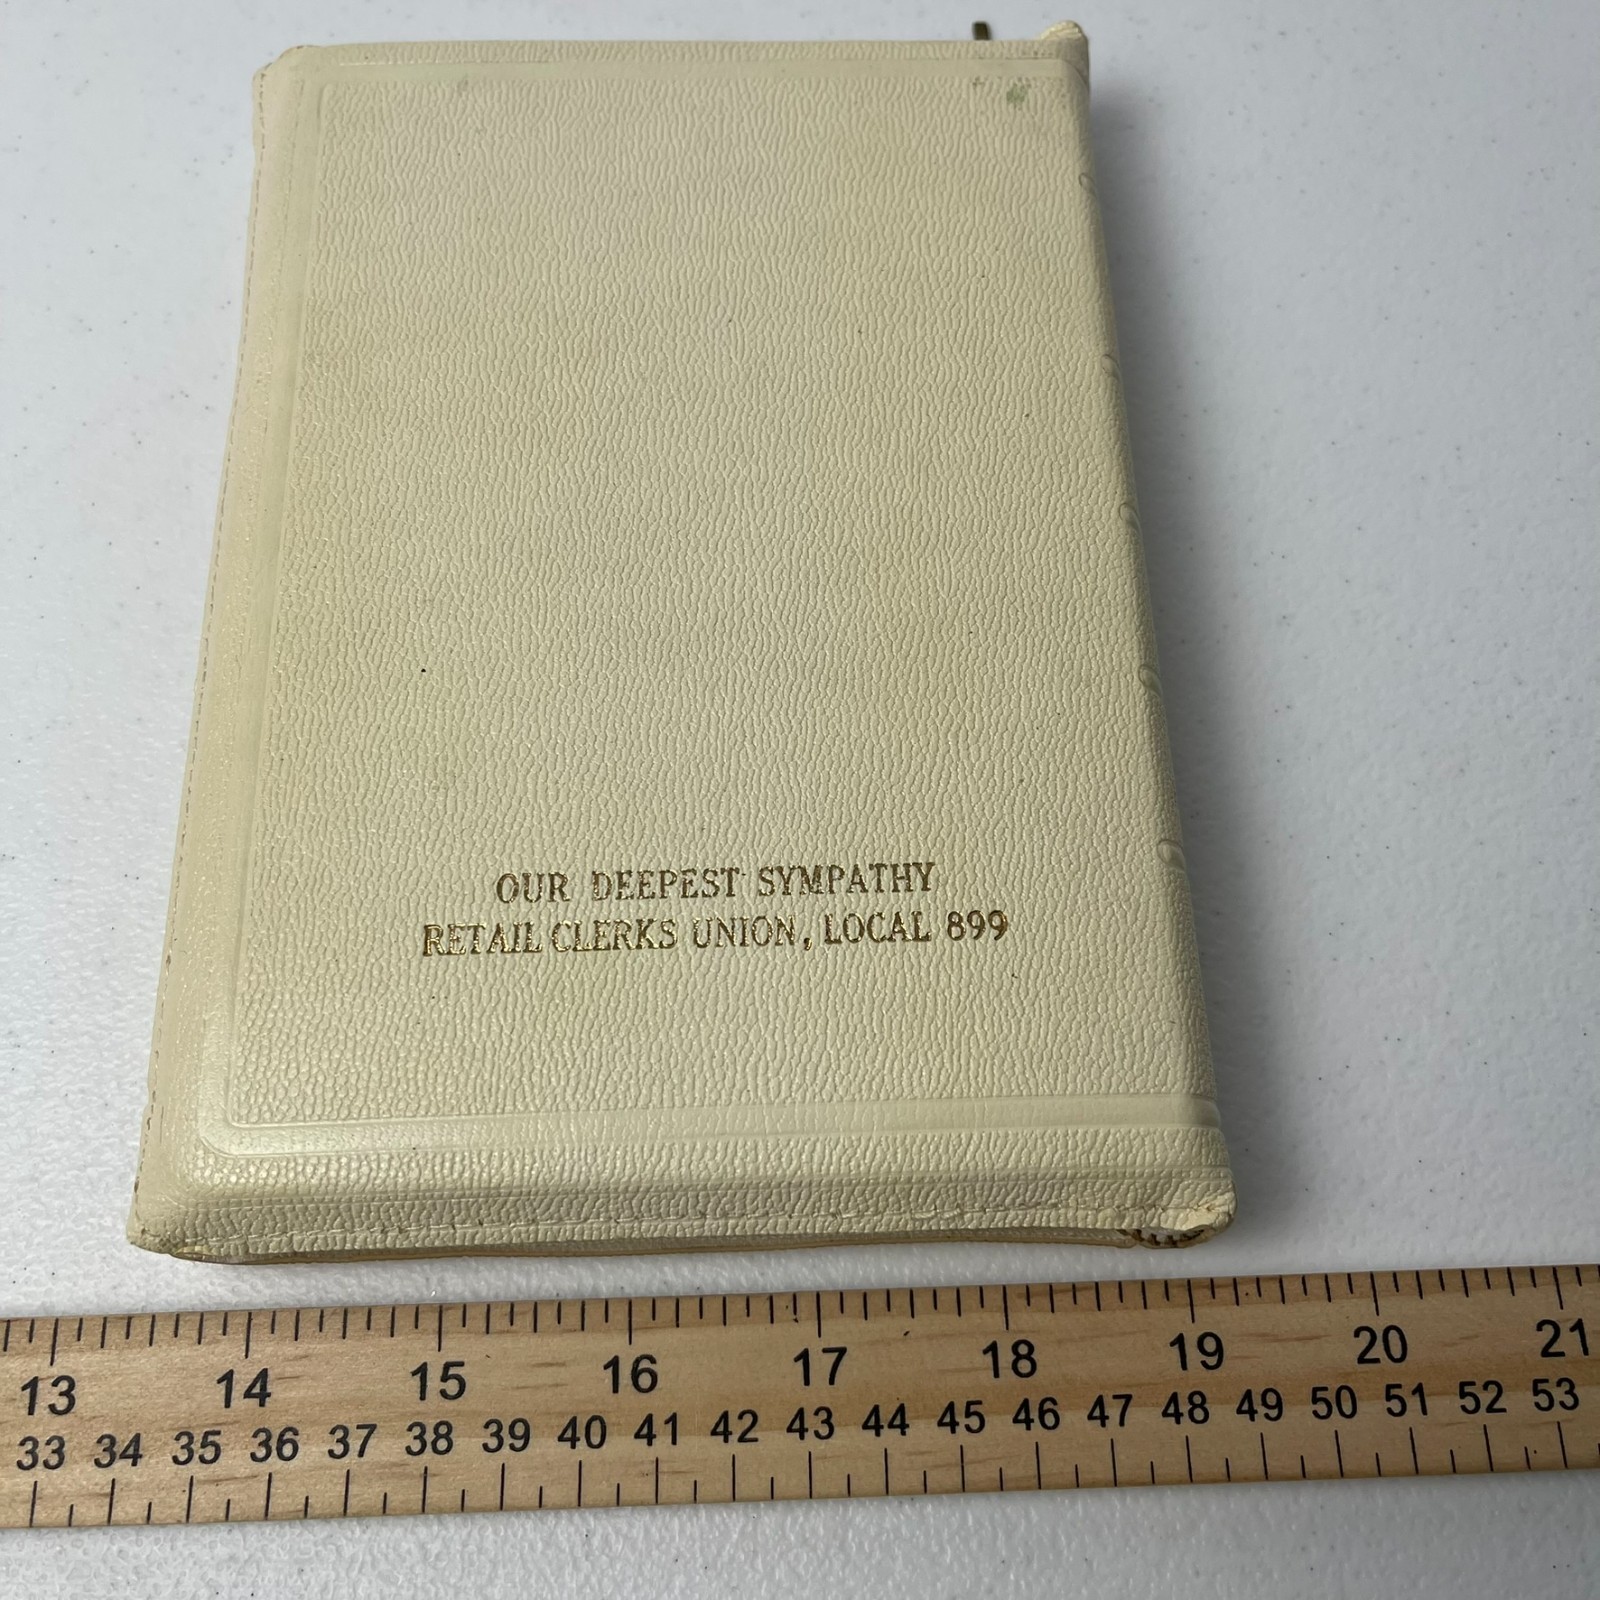 OUR DEEPEST SYMPATHY
RETAIL CLERKS UNION, LOCAL 899
13 14 15 16 17 18 19 20 21
33 34 35 36 37 38 39 40 41 42 43 44 45 46 47 48 49 50 51 52 53